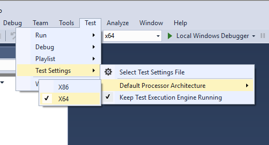 Debug Team Tools Test Analyze Window Help
x64 Local Windows Debugger
Run
Debug
Playlist
Test Settings
Select Test Settings File
X86
Default Processor Architecture
X64
Keep Test Execution Engine Running